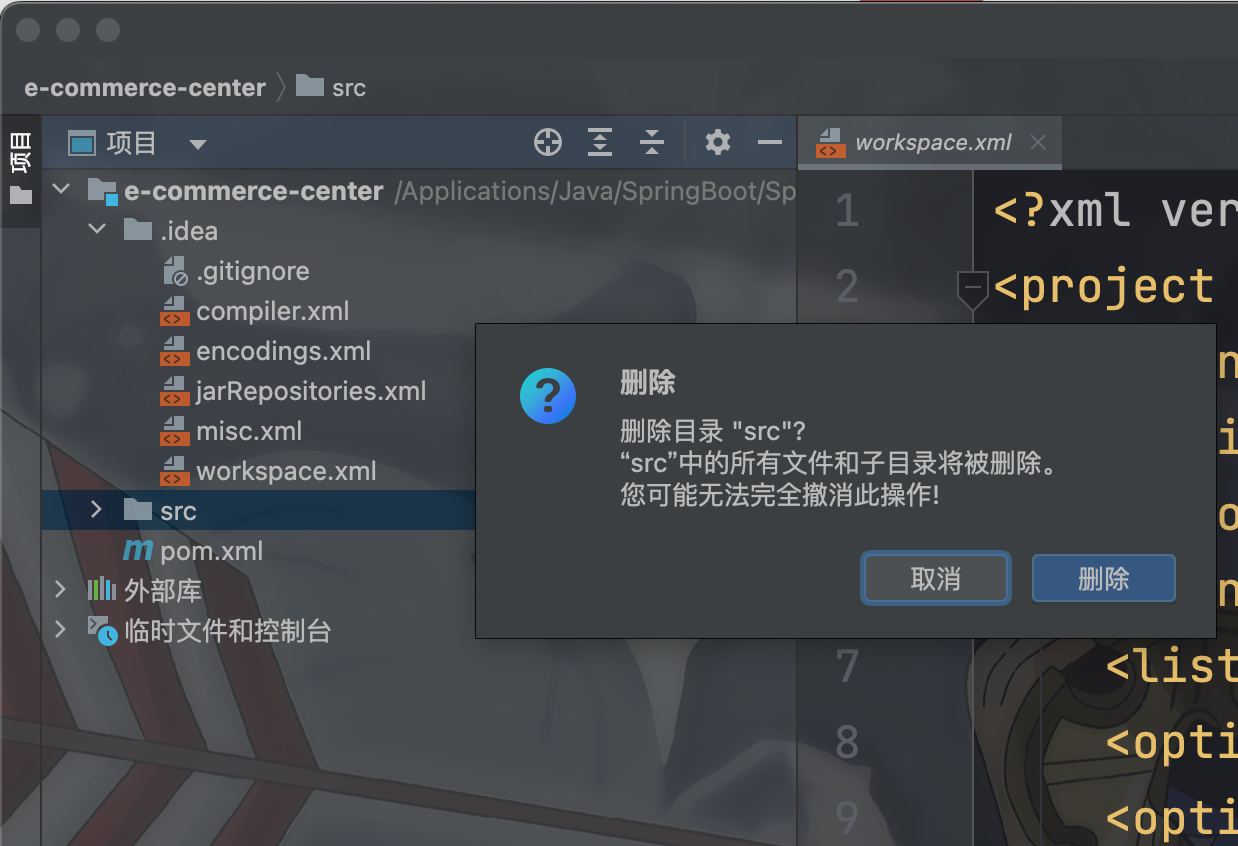 e-commerce-center
src
项目
项目
workspace.xml
e-commerce-center /Applications/Java/SpringBoot/Sp
.idea
.gitignore
compiler.xml
encodings.xml
jarRepositories.xml
misc.xml
workspace.xml
src
pom.xml
外部库
临时文件和控制台
1 <?xml ver
2 <project
删除
删除目录 "src"?
“src”中的所有文件和子目录将被删除。
您可能无法完全撤消此操作!
取消
删除
7 <list
8 <opti
9 <opti